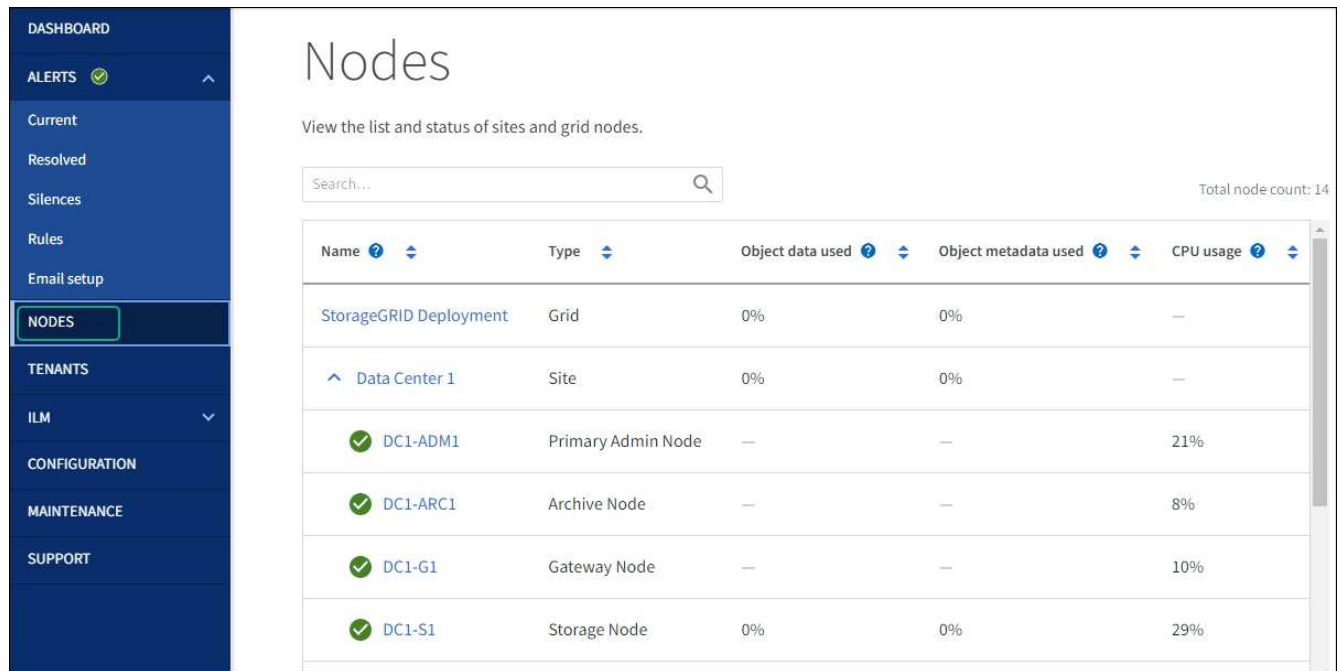 DASHBOARD
ALERTS
Current
Resolved
Silences
Rules
Email setup
NODES
TENANTS
ILM
CONFIGURATION
MAINTENANCE
SUPPORT
Nodes
View the list and status of sites and grid nodes.
Search...
Total node count: 14
Name ? Type Object data used ? Object metadata used ? CPU usage ?
StorageGRID Deployment Grid 0% 0% —
Data Center 1 Site 0% 0% —
DC1-ADM1 Primary Admin Node — — 21%
DC1-ARC1 Archive Node — — 8%
DC1-G1 Gateway Node — — 10%
DC1-S1 Storage Node 0% 0% 29%